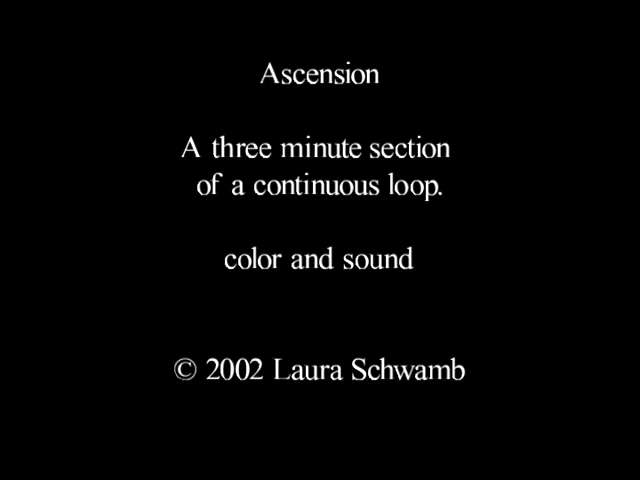 Ascension
A three minute section
of a continuous loop.
color and sound
© 2002 Laura Schwamb